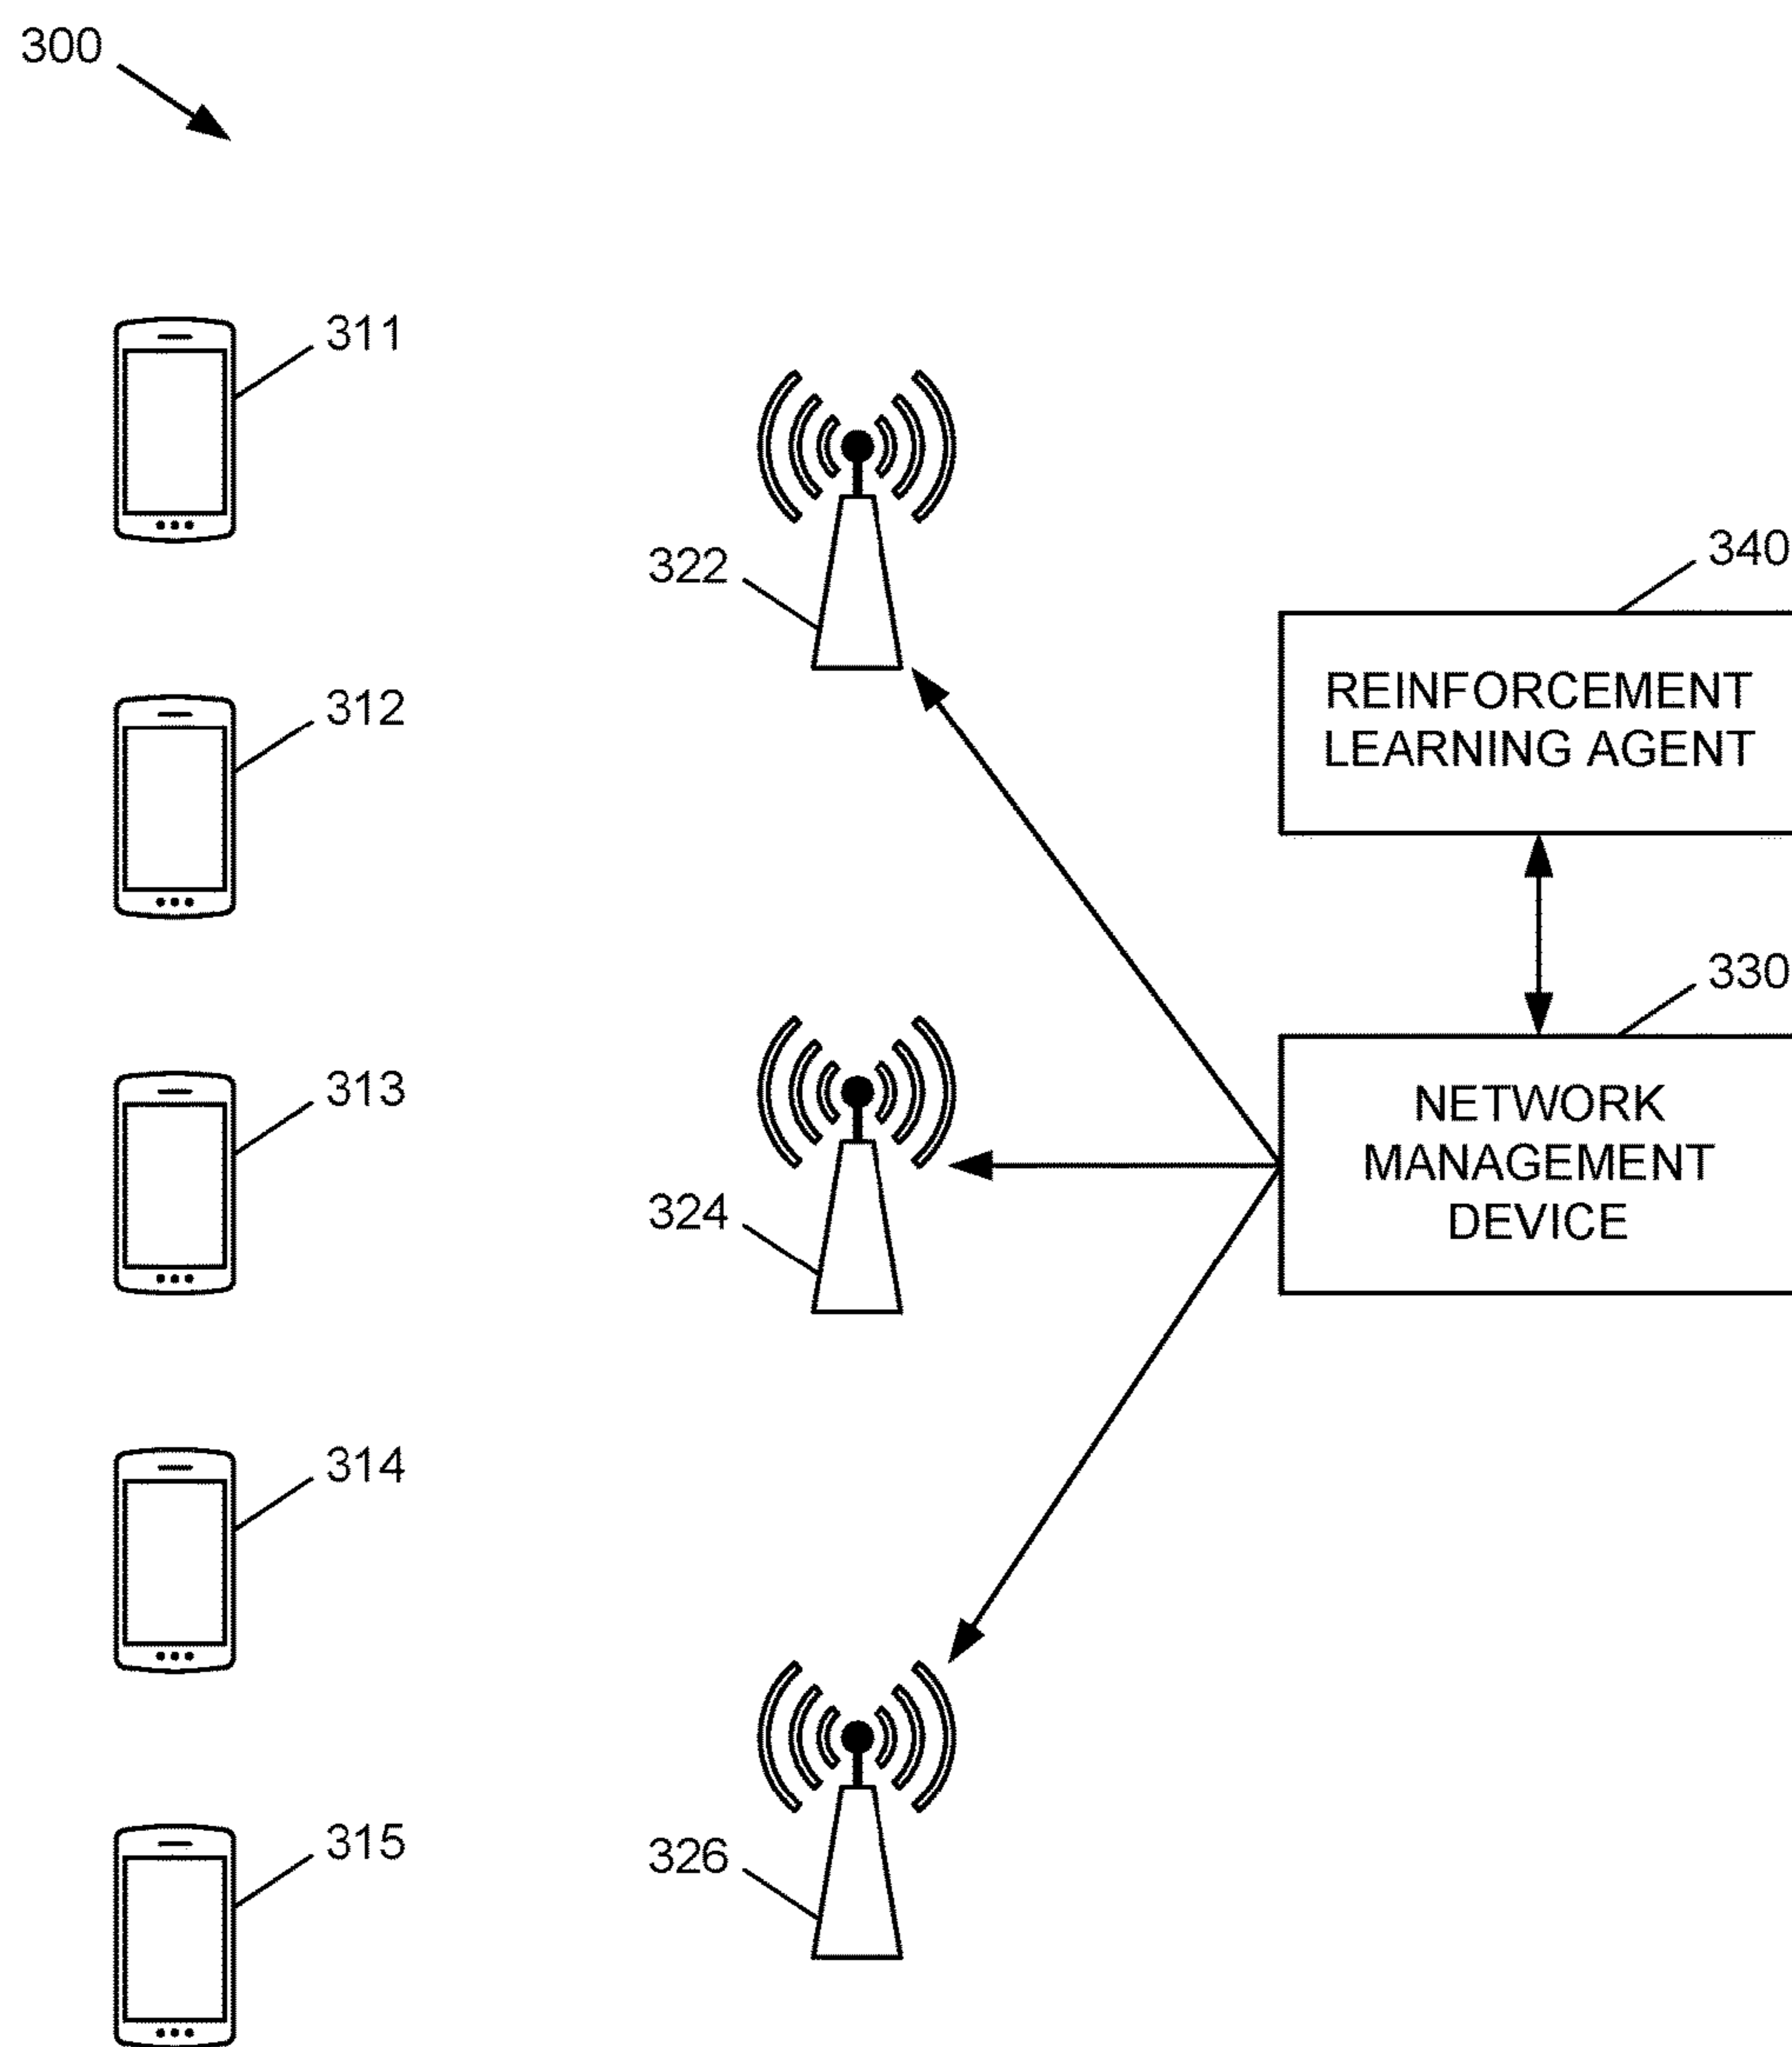 300
311
322
340
REINFORCEMENT
LEARNING AGENT
312
330
NETWORK
MANAGEMENT
DEVICE
313
324
314
326
315